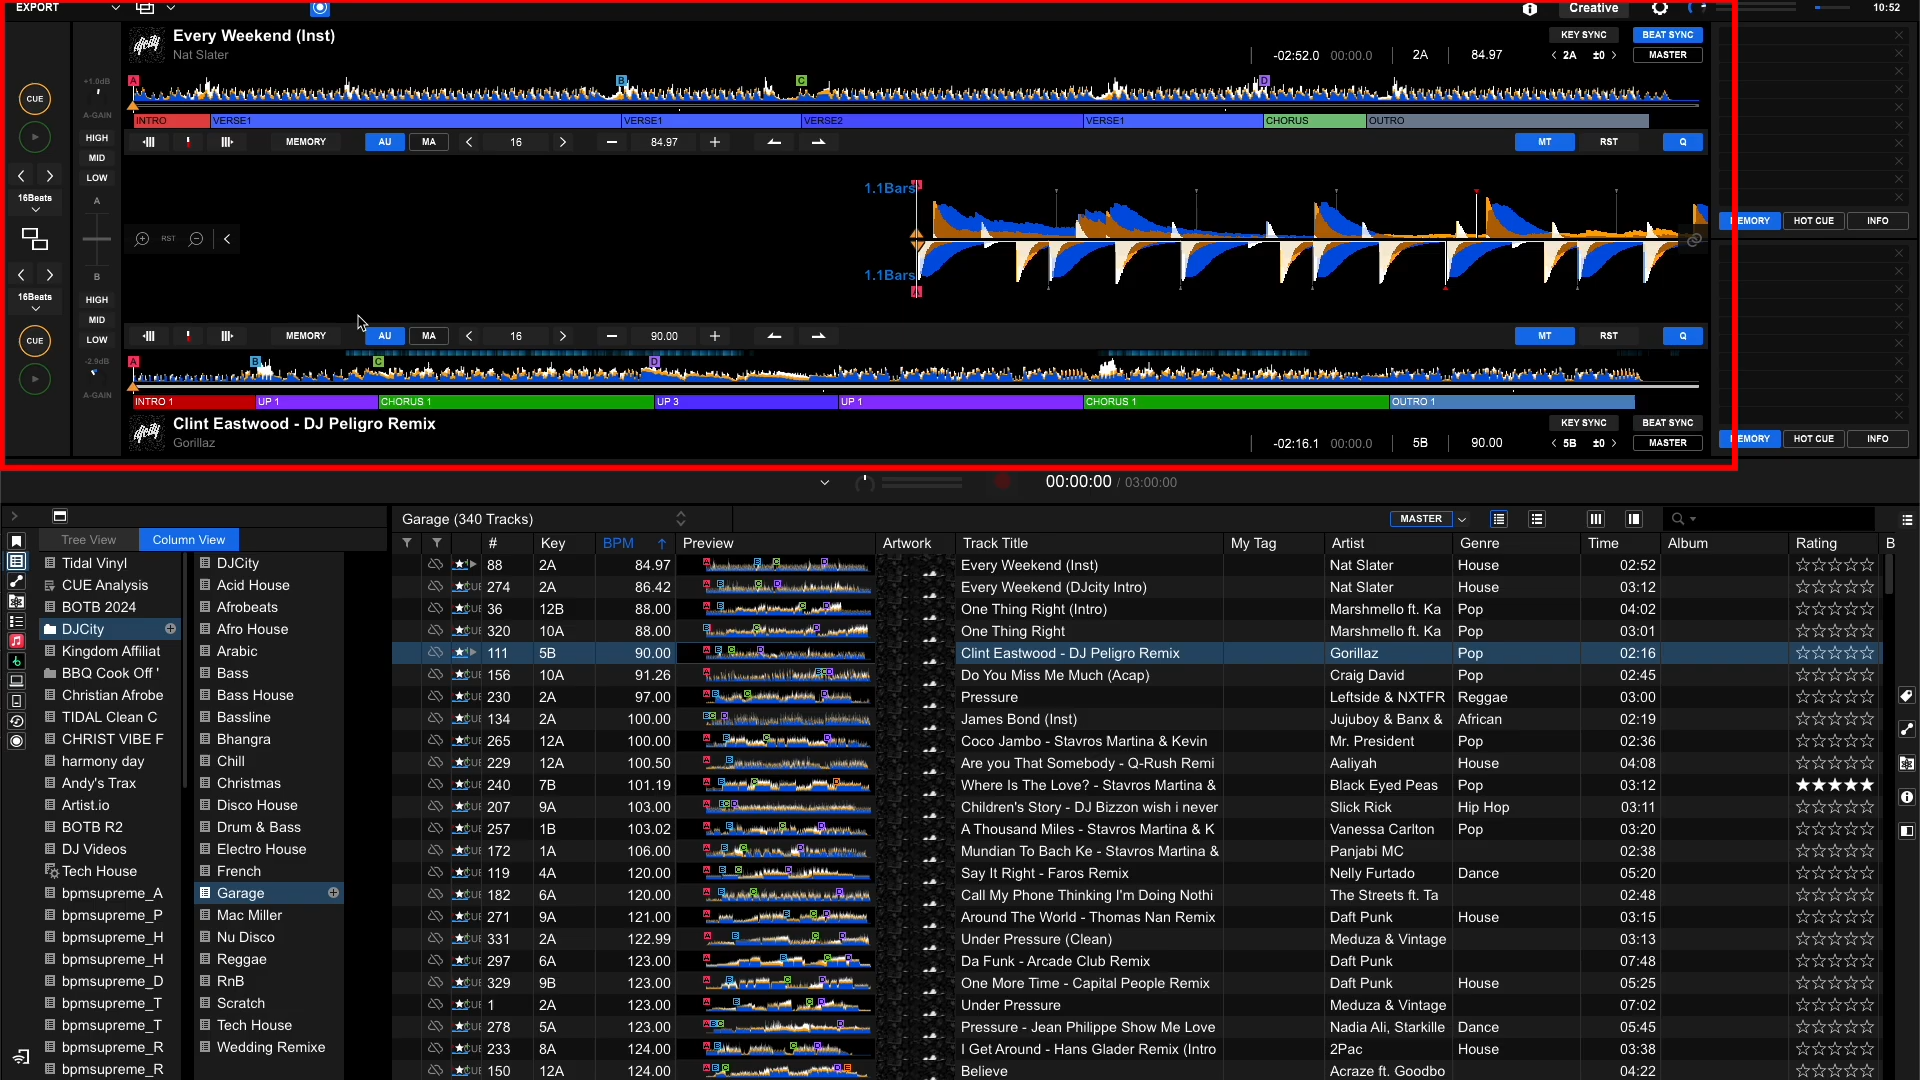 EXPORT
Creative
10:52
djcity
Every Weekend (Inst)
Nat Slater
-02:52.0 00:00.0
2A
84.97
KEY SYNC
BEAT SYNC
2A ±0
MASTER
A B C D
INTRO VERSE1 VERSE1 VERSE2 VERSE1 CHORUS OUTRO
MEMORY AU MA 16 84.97 MT RST Q
CUE
+1.0dB
A-GAIN
HIGH
MID
LOW
16Beats
A
B
RST
1.1Bars
1.1Bars
A
MEMORY HOT CUE INFO
16Beats
HIGH
MID
LOW
CUE
-2.9dB
A-GAIN
MEMORY AU MA 16 90.00 MT RST Q
A B C D
INTRO 1 UP 1 CHORUS 1 UP 3 UP 1 CHORUS 1 OUTRO 1
djcity
Clint Eastwood - DJ Peligro Remix
Gorillaz
-02:16.1 00:00.0
5B
90.00
KEY SYNC
BEAT SYNC
5B ±0
MASTER
MEMORY HOT CUE INFO
00:00:00 / 03:00:00
Tree View Column View
Tidal Vinyl
CUE Analysis
BOTB 2024
DJCity
Kingdom Affiliat
BBQ Cook Off '
Christian Afrobe
TIDAL Clean C
CHRIST VIBE F
harmony day
Andy's Trax
Artist.io
BOTB R2
DJ Videos
Tech House
bpmsupreme_A
bpmsupreme_P
bpmsupreme_H
bpmsupreme_H
bpmsupreme_D
bpmsupreme_T
bpmsupreme_T
bpmsupreme_R
bpmsupreme_R
DJCity
Acid House
Afrobeats
Afro House
Arabic
Bass
Bass House
Bassline
Bhangra
Chill
Christmas
Disco House
Drum & Bass
Electro House
French
Garage
Mac Miller
Nu Disco
Reggae
RnB
Scratch
Tech House
Wedding Remixe
Garage (340 Tracks)
MASTER
# Key BPM Preview Artwork Track Title My Tag Artist Genre Time Album Rating B
88 2A 84.97 Every Weekend (Inst) Nat Slater House 02:52
274 2A 86.42 Every Weekend (DJcity Intro) Nat Slater House 03:12
36 12B 88.00 One Thing Right (Intro) Marshmello ft. Ka Pop 04:02
320 10A 88.00 One Thing Right Marshmello ft. Ka Pop 03:01
111 5B 90.00 Clint Eastwood - DJ Peligro Remix Gorillaz Pop 02:16
156 10A 91.26 Do You Miss Me Much (Acap) Craig David Pop 02:45
230 2A 97.00 Pressure Leftside & NXTFR Reggae 03:00
134 2A 100.00 James Bond (Inst) Jujuboy & Banx & African 02:19
265 12A 100.00 Coco Jambo - Stavros Martina & Kevin Mr. President Pop 02:36
229 12A 100.50 Are you That Somebody - Q-Rush Remi Aaliyah House 04:08
240 7B 101.19 Where Is The Love? - Stavros Martina & Black Eyed Peas Pop 03:12
207 9A 103.00 Children's Story - DJ Bizzon wish i never Slick Rick Hip Hop 03:11
257 1B 103.02 A Thousand Miles - Stavros Martina & K Vanessa Carlton Pop 03:20
172 1A 106.00 Mundian To Bach Ke - Stavros Martina & Panjabi MC 02:38
119 4A 120.00 Say It Right - Faros Remix Nelly Furtado Dance 05:20
182 6A 120.00 Call My Phone Thinking I'm Doing Nothi The Streets ft. Ta 02:48
271 9A 121.00 Around The World - Thomas Nan Remix Daft Punk House 03:15
331 2A 122.99 Under Pressure (Clean) Meduza & Vintage 03:13
297 6A 123.00 Da Funk - Arcade Club Remix Daft Punk 07:48
329 9B 123.00 One More Time - Capital People Remix Daft Punk House 05:25
1 2A 123.00 Under Pressure Meduza & Vintage 07:02
278 5A 123.00 Pressure - Jean Philippe Show Me Love Nadia Ali, Starkille Dance 05:45
233 8A 124.00 I Get Around - Hans Glader Remix (Intro 2Pac House 03:38
150 12A 124.00 Believe Acraze ft. Goodbo 04:22